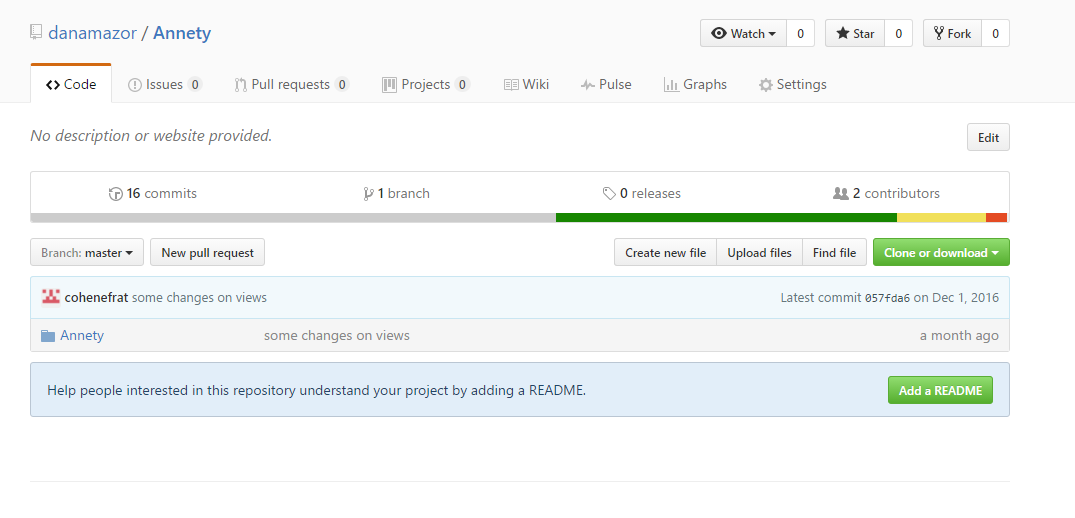 danamazor / Annety Watch 0 Star 0 Fork 0
Code Issues 0 Pull requests 0 Projects 0 Wiki Pulse Graphs Settings
No description or website provided. Edit
16 commits 1 branch 0 releases 2 contributors
Branch: master New pull request Create new file Upload files Find file Clone or download
cohenefrat some changes on views Latest commit 057fda6 on Dec 1, 2016
Annety some changes on views a month ago
Help people interested in this repository understand your project by adding a README. Add a README